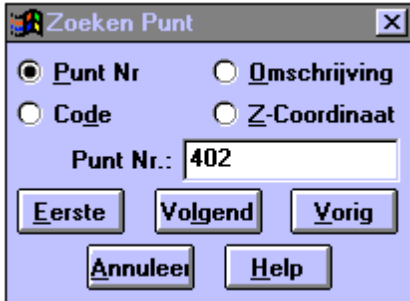 Zoeken Punt
Punt Nr Omschrijving
Code Z-Coordinaat
Punt Nr.: 402
Eerste Volgend Vorig
Annuleer Help